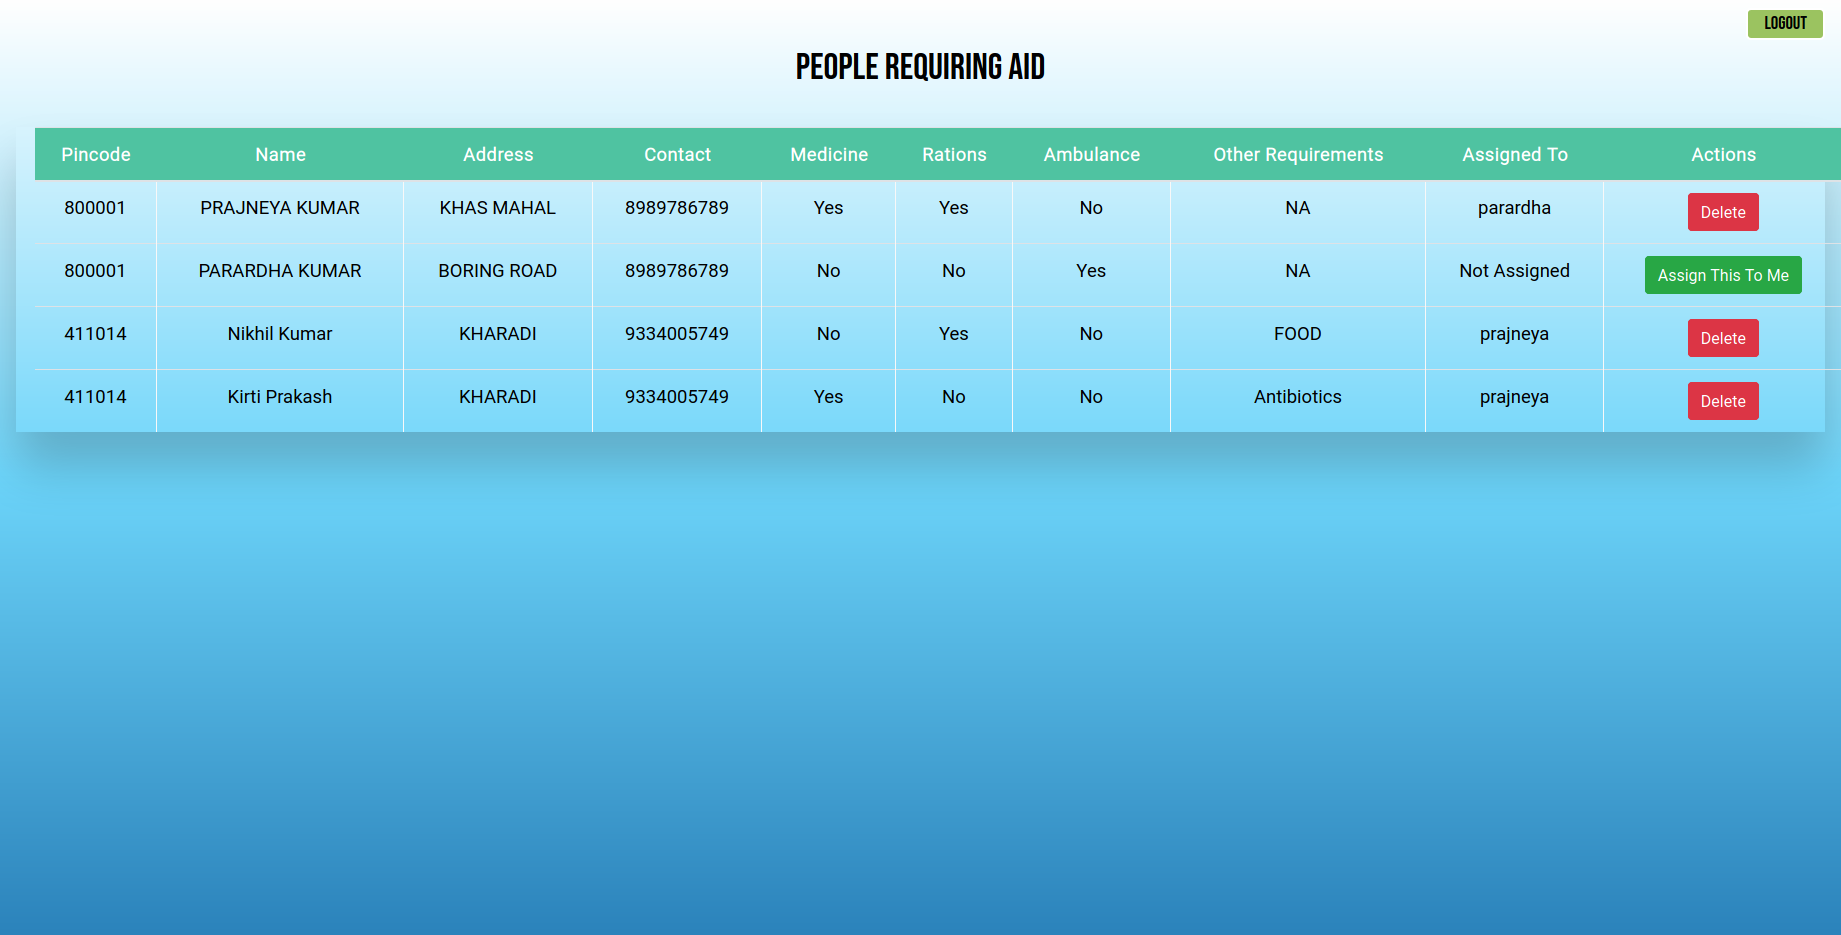 LOGOUT
PEOPLE REQUIRING AID
Pincode Name Address Contact Medicine Rations Ambulance Other Requirements Assigned To Actions
800001 PRAJNEYA KUMAR KHAS MAHAL 8989786789 Yes Yes No NA parardha Delete
800001 PARARDHA KUMAR BORING ROAD 8989786789 No No Yes NA Not Assigned Assign This To Me
411014 Nikhil Kumar KHARADI 9334005749 No Yes No FOOD prajneya Delete
411014 Kirti Prakash KHARADI 9334005749 Yes No No Antibiotics prajneya Delete